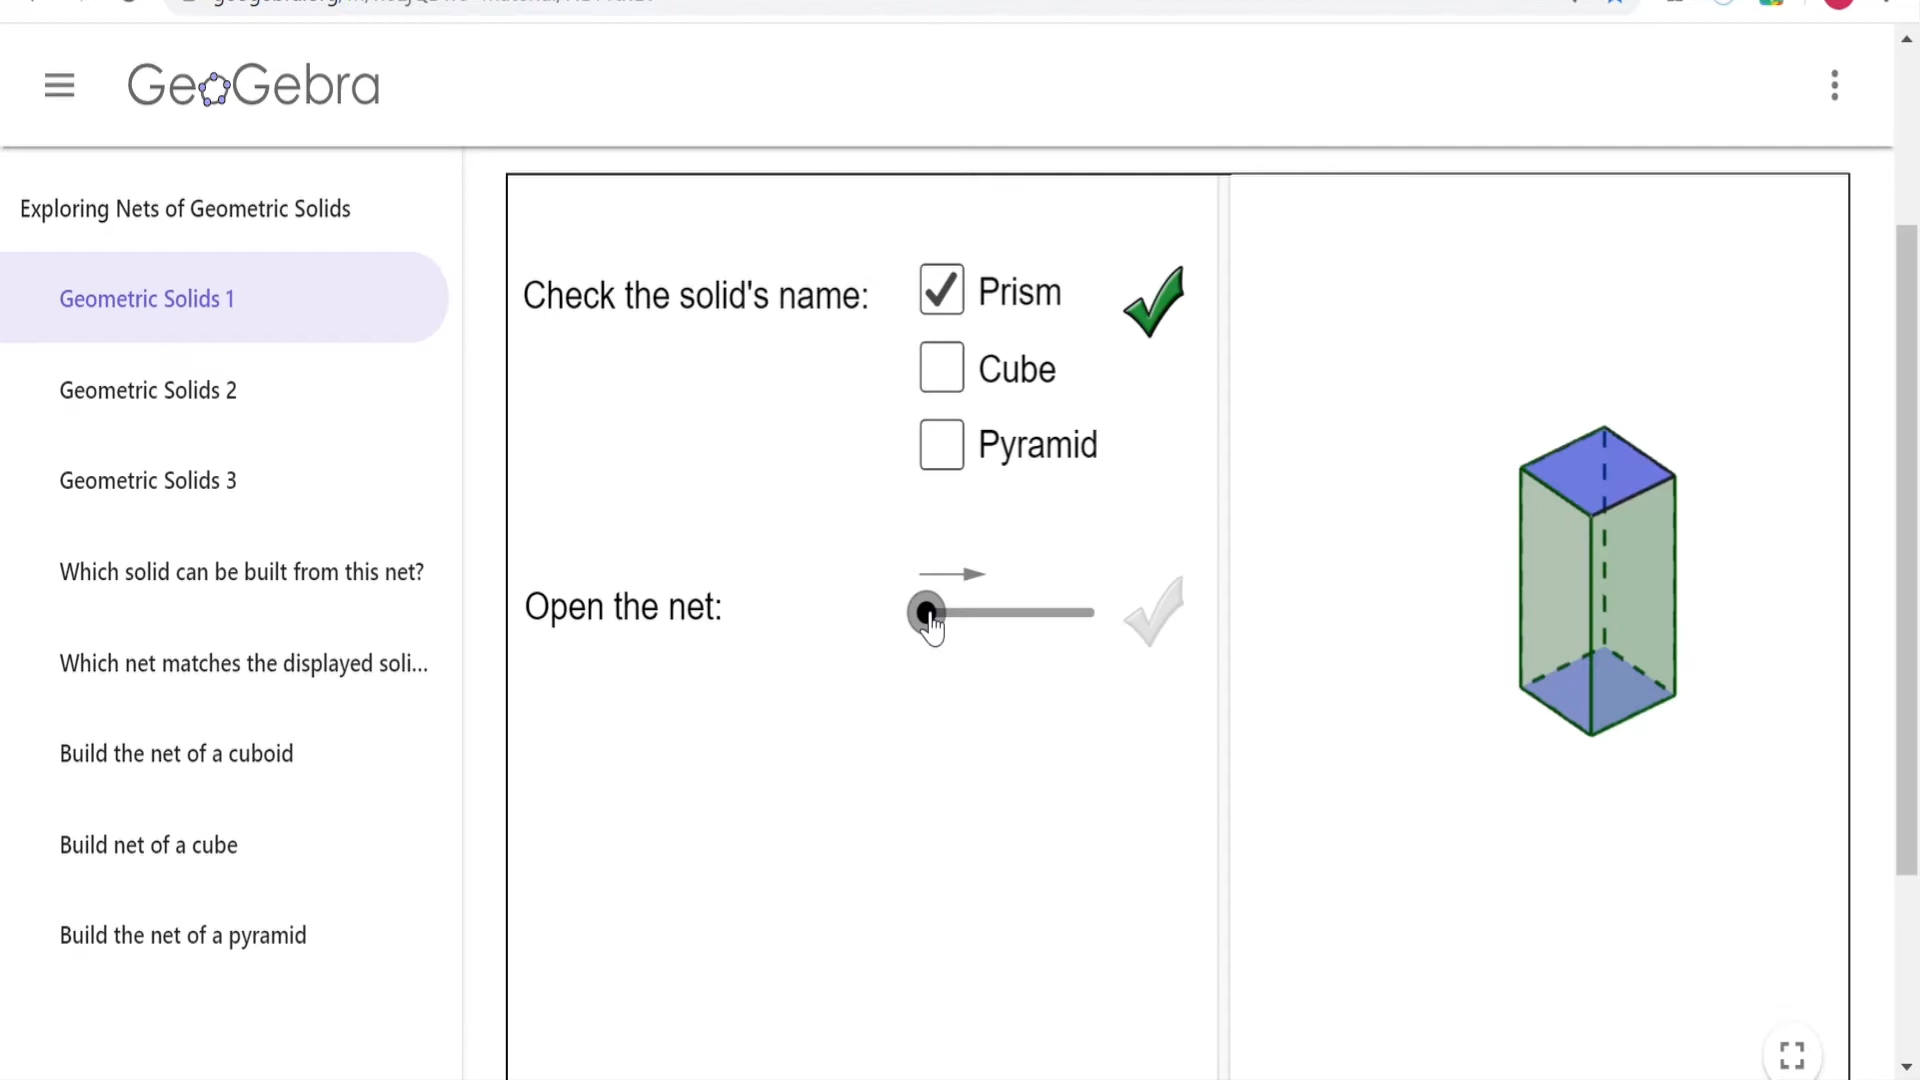 GeoGebra
Exploring Nets of Geometric Solids
Geometric Solids 1
Geometric Solids 2
Geometric Solids 3
Which solid can be built from this net?
Which net matches the displayed soli...
Build the net of a cuboid
Build net of a cube
Build the net of a pyramid
Check the solid's name:
Prism
Cube
Pyramid
Open the net: